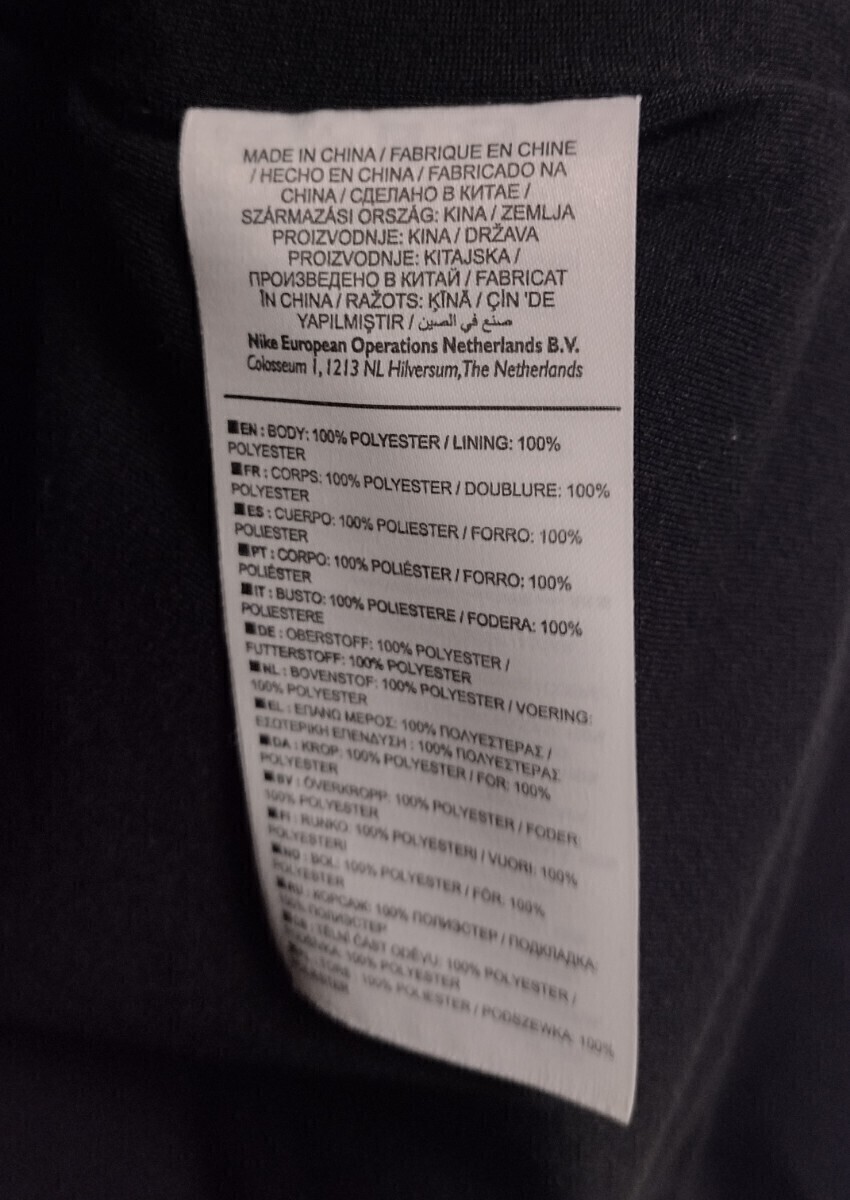 MADE IN CHINA / FABRIQUE EN CHINE
/ HECHO EN CHINA / FABRICADO NA
CHINA / СДЕЛАНО В КИТАЕ /
SZÁRMAZÁSI ORSZÁG: KINA / ZEMLJA
PROIZVODNJE: KINA / DRŽAVA
PROIZVODNJE: KITAJSKA /
ПРОИЗВЕДЕНО В КИТАЙ / FABRICAT
ÎN CHINA / RAŽOTS: ĶĪNĀ / ÇİN 'DE
YAPILMIŞTIR / صنع في الصين
Nike European Operations Netherlands B.V.
Colosseum 1, 1213 NL Hilversum, The Netherlands
■EN : BODY: 100% POLYESTER / LINING: 100%
POLYESTER
■FR : CORPS: 100% POLYESTER / DOUBLURE: 100%
POLYESTER
■ES : CUERPO: 100% POLIESTER / FORRO: 100%
POLIESTER
■PT : CORPO: 100% POLIÉSTER / FORRO: 100%
POLIÉSTER
■IT : BUSTO: 100% POLIESTERE / FODERA: 100%
POLIESTERE
■DE : OBERSTOFF: 100% POLYESTER /
FUTTERSTOFF: 100% POLYESTER
■NL : BOVENSTOF: 100% POLYESTER / VOERING:
100% POLYESTER
■EL : ΕΠΑΝΩ ΜΕΡΟΣ: 100% ΠΟΛΥΕΣΤΕΡΑΣ /
ΕΣΩΤΕΡΙΚΗ ΕΠΕΝΔΥΣΗ : 100% ΠΟΛΥΕΣΤΕΡΑΣ
■DA : KROP: 100% POLYESTER / FOR: 100%
POLYESTER
■SV : ÖVERKROPP: 100% POLYESTER / FODER:
100% POLYESTER
■FI : RUNKO: 100% POLYESTERI / VUORI: 100%
POLYESTERI
■NO : BOL: 100% POLYESTER / FÔR: 100%
POLYESTER
■RU : КОРСАЖ: 100% ПОЛИЭСТЕР / ПОДКЛАДКА:
100% ПОЛИЭСТЕР
TĚLNÍ ČÁST ODĚVU: 100% POLYESTER /
PODŠÍVKA: 100% POLYESTER
100% POLIESTER / PODSZEWKA: 100%